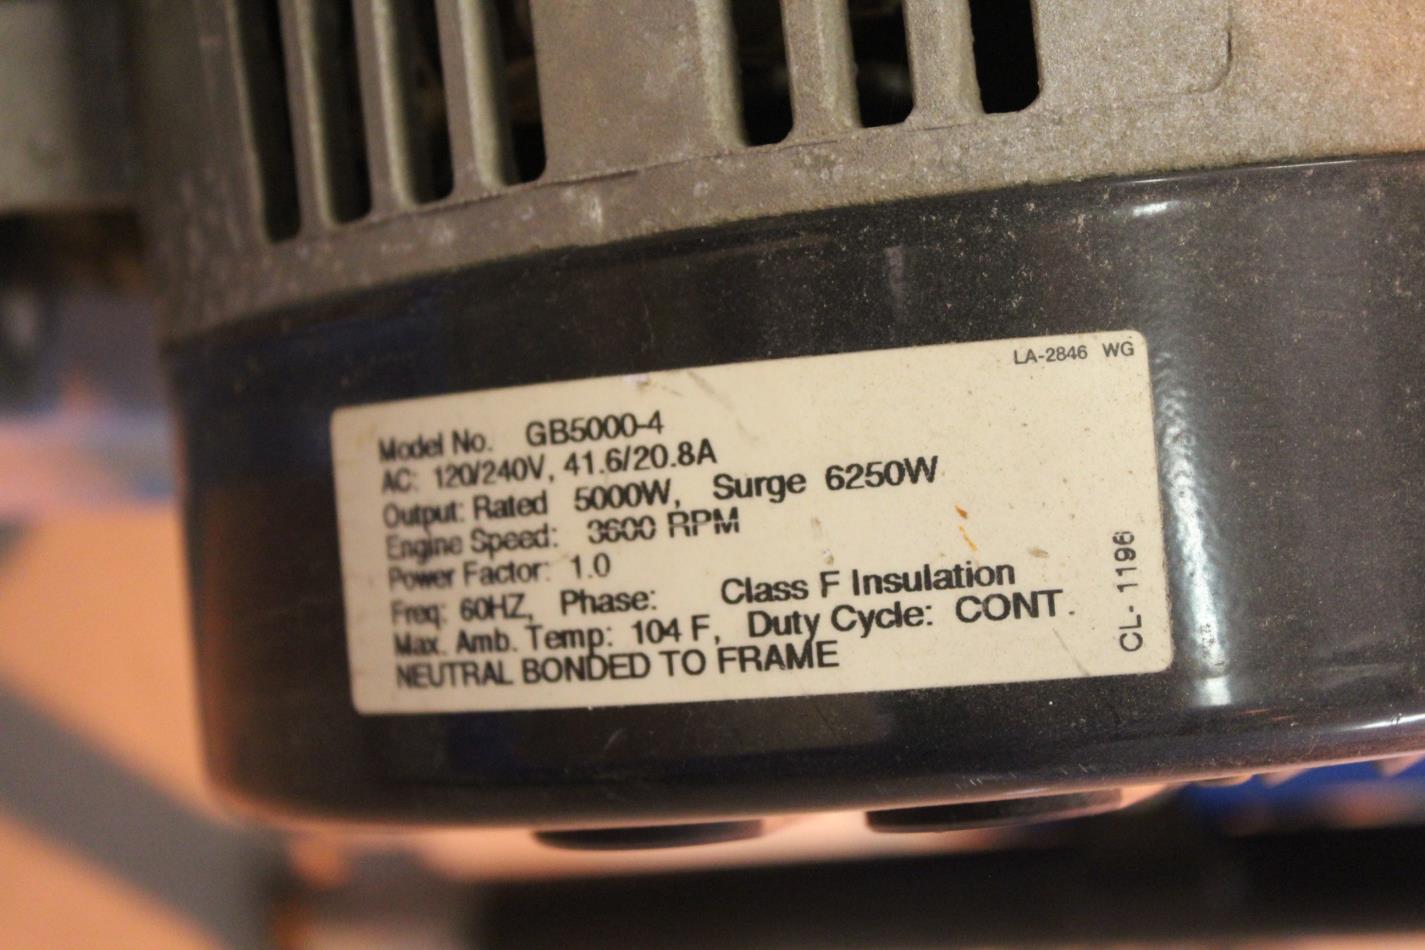 LA-2846 WG
Model No. GB5000-4
AC: 120/240V, 41.6/20.8A
Output: Rated 5000W, Surge 6250W
Engine Speed: 3600 RPM
Power Factor: 1.0
Freq: 60HZ, Phase: Class F Insulation
Max. Amb. Temp: 104 F, Duty Cycle: CONT.
NEUTRAL BONDED TO FRAME
CL- 1196